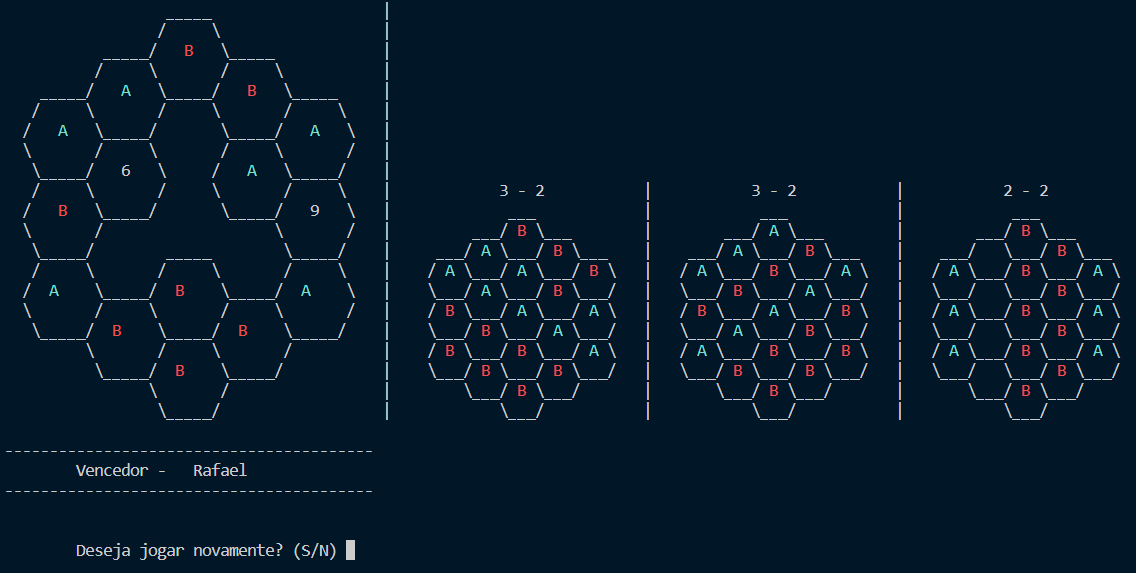 B
A B
A A
6 A
B 9
A B A
B B
B
Vencedor - Rafael
Deseja jogar novamente? (S/N)
3 - 2
B
A B
A A B
A B
B A A
B A
B B A
B B
B
3 - 2
A
A B
A B A
B A
B A B
A B
A B B
B B
B
2 - 2
B
B
A B A
B
A B A
B
A B A
B
B